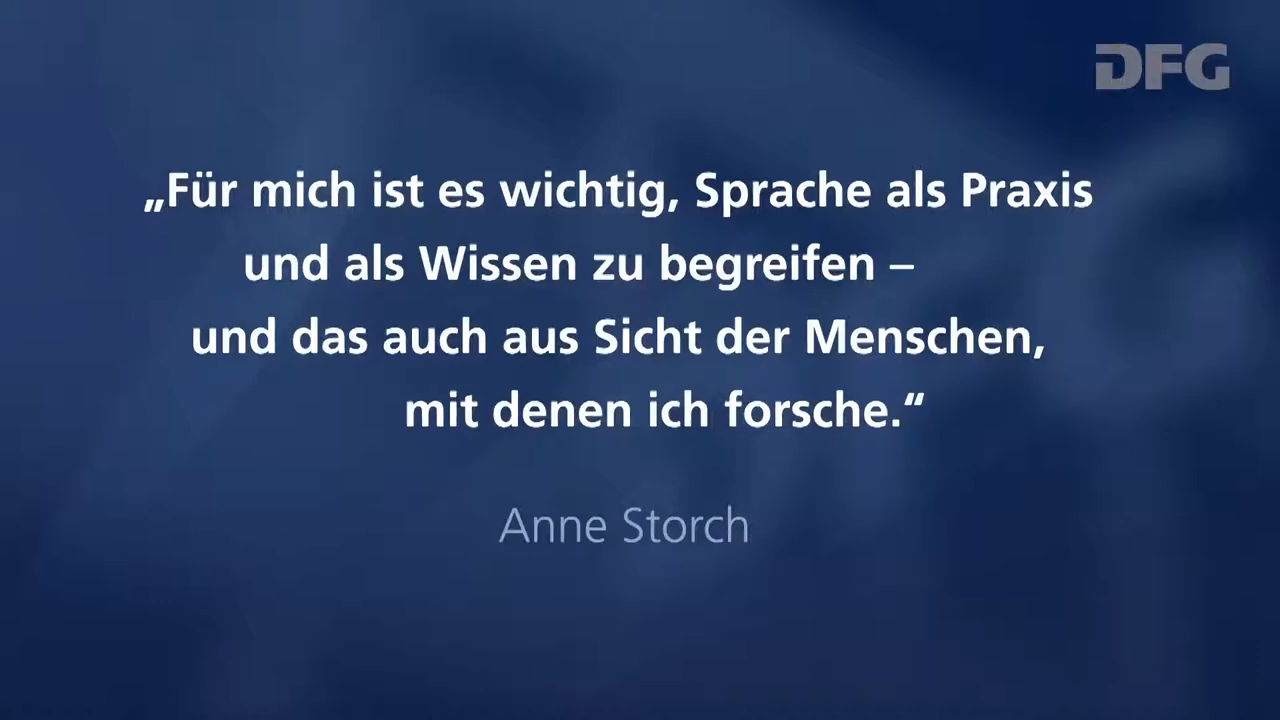 DFG
„Für mich ist es wichtig, Sprache als Praxis
und als Wissen zu begreifen –
und das auch aus Sicht der Menschen,
mit denen ich forsche.“
Anne Storch